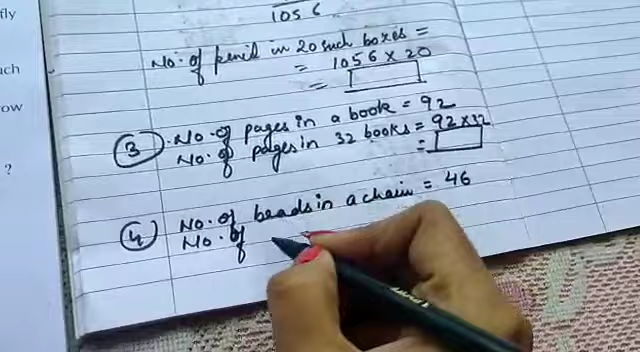 fly
uch
ow
?
1056
No. of pencil in 20 such boxes =
= 1056 × 20
=
3 . No. of pages in a book = 92
No. of pages in 32 books = 92×32
=
4 No. of beads in a chain = 46
No. of